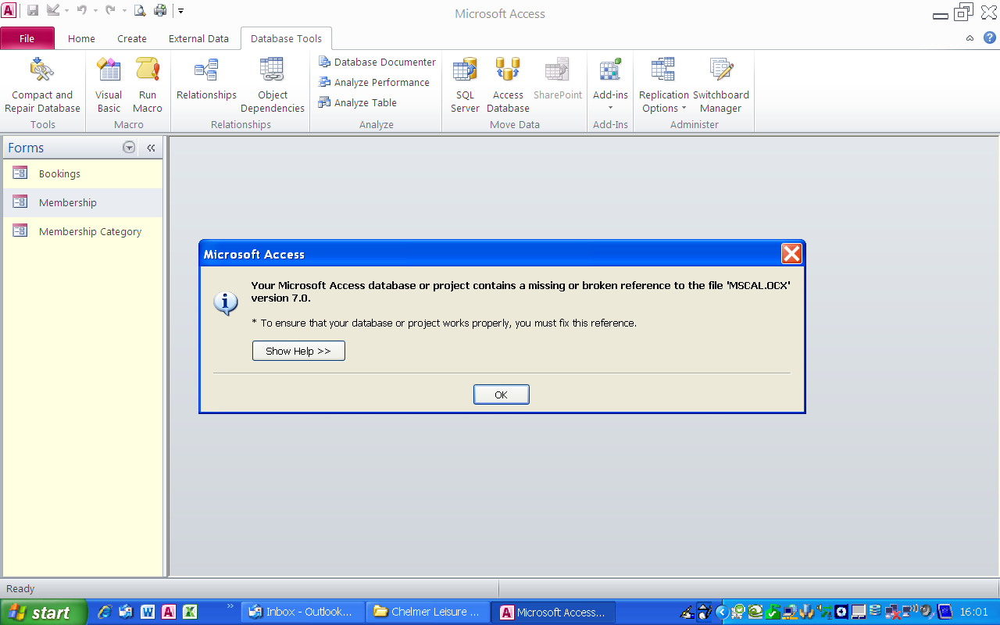 Microsoft Access
File Home Create External Data Database Tools
Compact and Repair Database
Visual Basic
Run Macro
Relationships
Object Dependencies
Database Documenter
Analyze Performance
Analyze Table
SQL Server
Access Database
SharePoint
Add-ins
Replication Options
Switchboard Manager
Tools Macro Relationships Analyze Move Data Add-Ins Administer
Forms
Bookings
Membership
Membership Category
Microsoft Access
Your Microsoft Access database or project contains a missing or broken reference to the file 'MSCAL.OCX'
version 7.0.
* To ensure that your database or project works properly, you must fix this reference.
Show Help >>
OK
Ready
start Inbox - Outlook... Chelmer Leisure ... Microsoft Access... 16:01